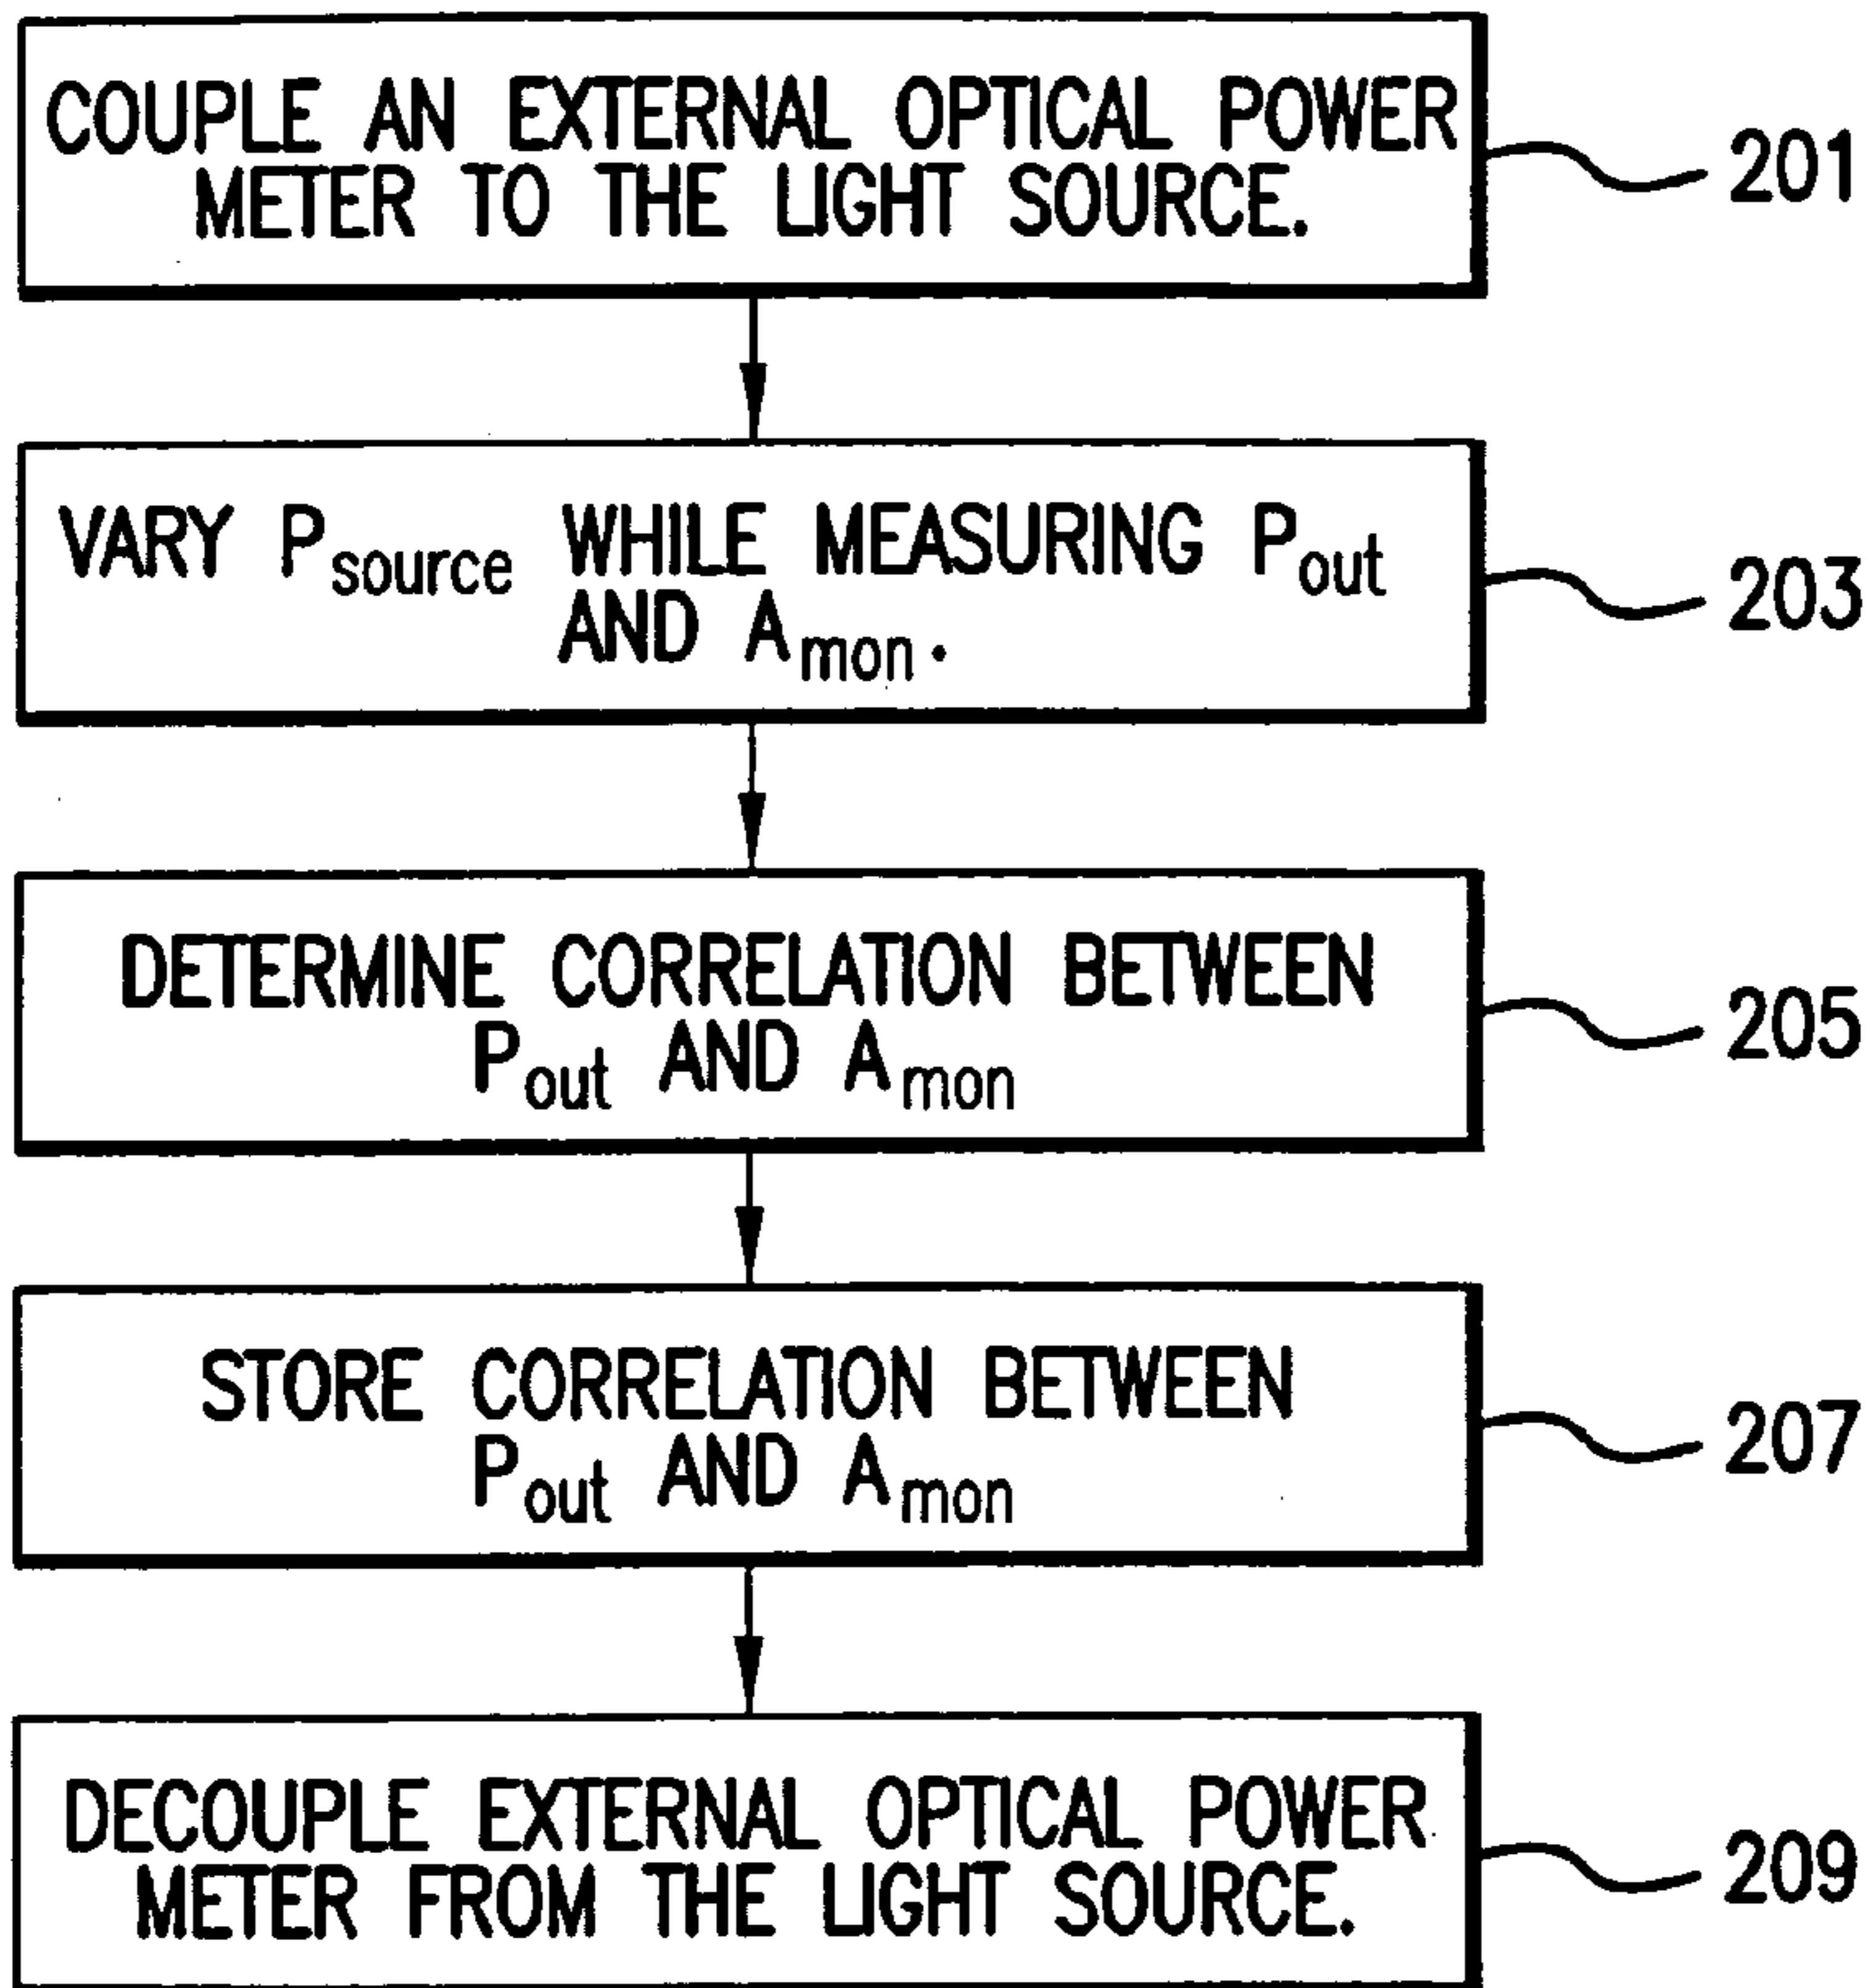 COUPLE AN EXTERNAL OPTICAL POWER
METER TO THE LIGHT SOURCE.
201
VARY Psource WHILE MEASURING Pout
AND Amon.
203
DETERMINE CORRELATION BETWEEN
Pout AND Amon
205
STORE CORRELATION BETWEEN
Pout AND Amon
207
DECOUPLE EXTERNAL OPTICAL POWER
METER FROM THE LIGHT SOURCE.
209